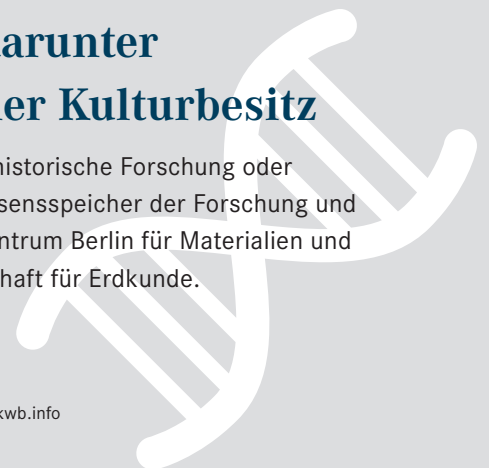 arunter
er Kulturbesitz
historische Forschung oder
sensspeicher der Forschung und
ntrum Berlin für Materialien und
haft für Erdkunde.
kwb.info